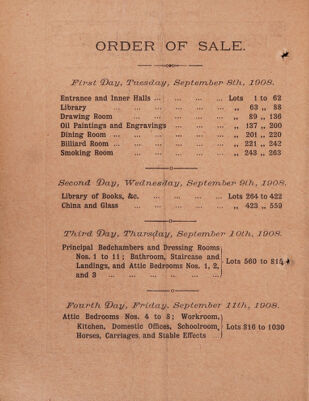 ORDER OF SALE.
First Day, Tuesday, September 8th, 1908.
Entrance and Inner Halls ... ... ... ... Lots 1 to 62
Library ... ... ... ... ... „ 63 „ 88
Drawing Room ... ... ... ... „ 89 „ 136
Oil Paintings and Engravings ... ... ... „ 137 „ 200
Dining Room ... ... ... ... ... „ 201 „ 220
Billiard Room ... ... ... ... ... „ 221 „ 242
Smoking Room ... ... ... ... „ 243 „ 263
Second Day, Wednesday, September 9th, 1908.
Library of Books, &c. ... ... ... ... Lots 264 to 422
China and Glass ... ... ... ... „ 423 „ 559
Third Day, Thursday, September 10th, 1908.
Principal Bedchambers and Dressing Rooms
Nos. 1 to 11; Bathroom, Staircase and
Landings, and Attic Bedrooms Nos. 1, 2,
and 3 ... ... ... ... ... Lots 560 to
Fourth Day, Friday, September 11th, 1908.
Attic Bedrooms Nos. 4 to 8; Workroom,
Kitchen, Domestic Offices, Schoolroom,
Horses, Carriages, and Stable Effects ... Lots 816 to 1030